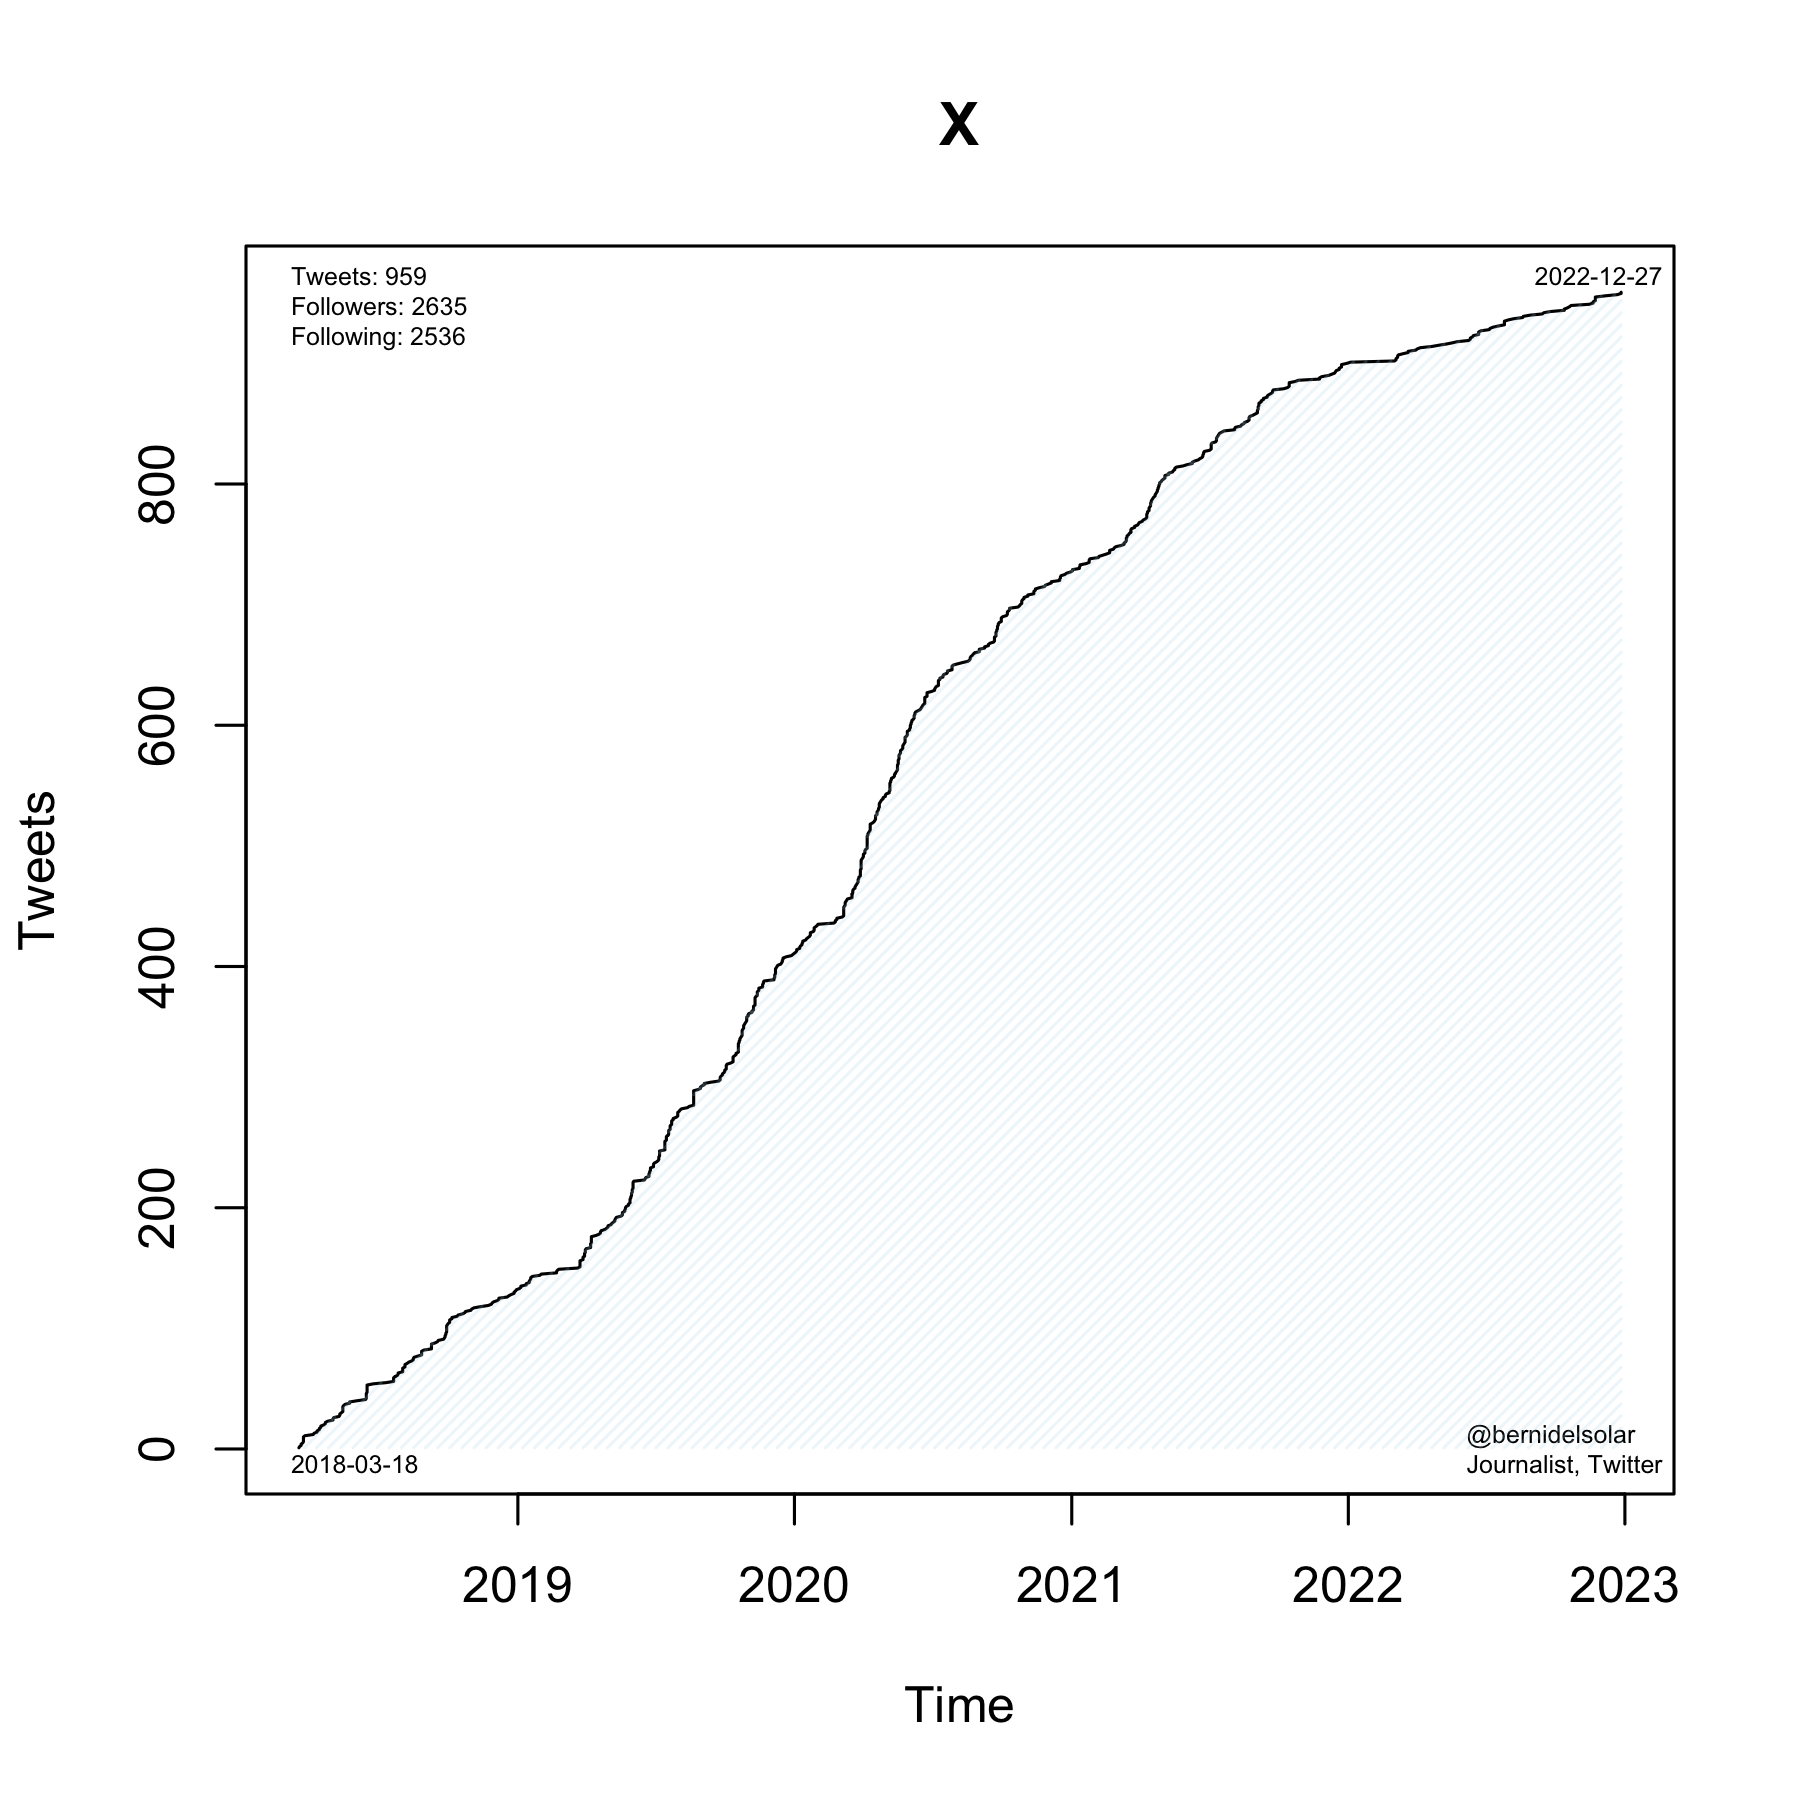 X
Tweets: 959
Followers: 2635
Following: 2536
2022-12-27
800
600
400
200
0
Tweets
2018-03-18
@bernidelsolar
Journalist, Twitter
2019 2020 2021 2022 2023
Time